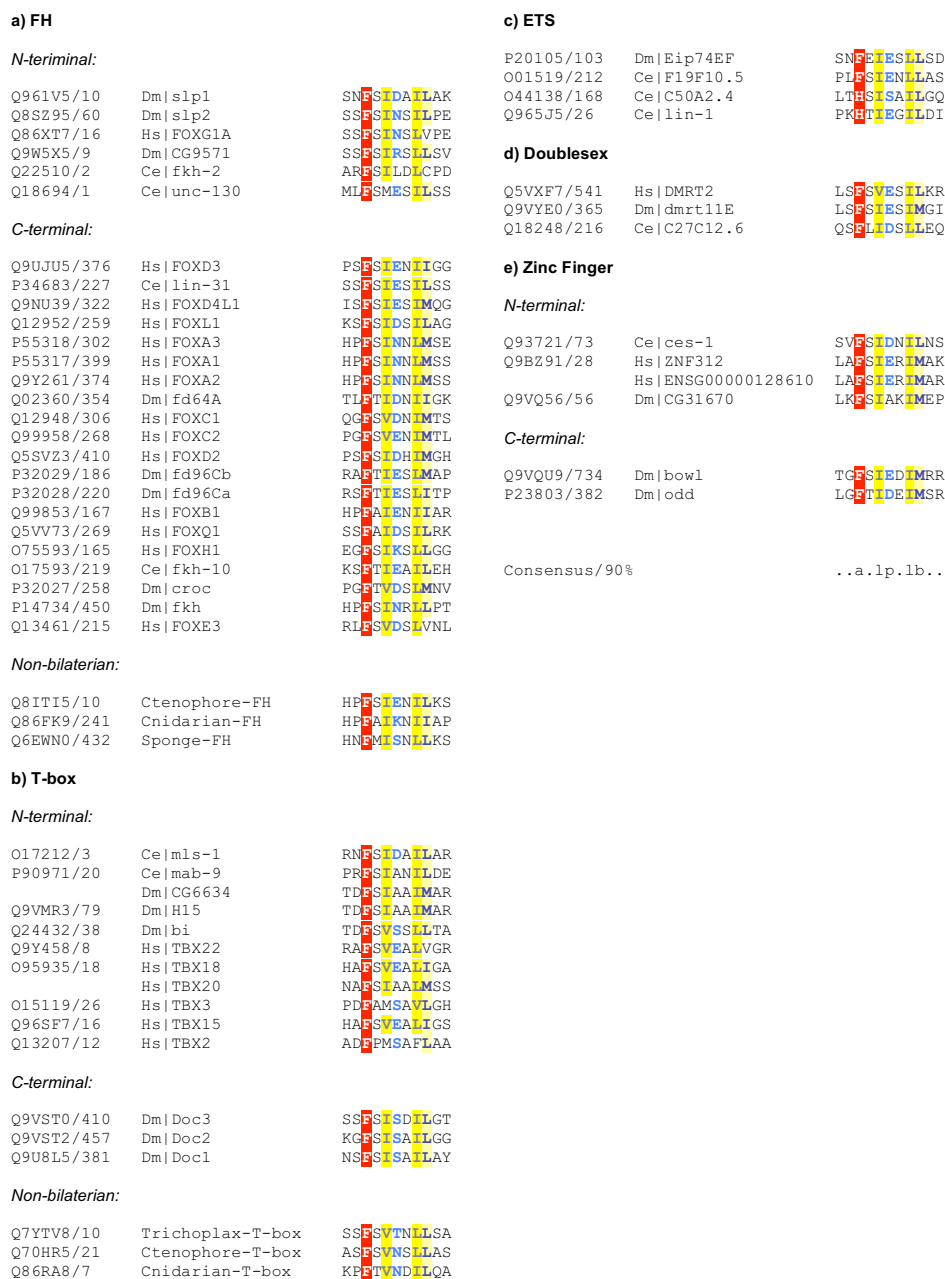 a) FH
N-teriminal:
Q961V5/10 Dm|slp1 SNFSIDAILAK
Q8SZ95/60 Dm|slp2 SSFSINSILPE
Q86XT7/16 Hs|FOXG1A SSFSINSLVPE
Q9W5X5/9 Dm|CG9571 SSFSIRSLLSV
Q22510/2 Ce|fkh-2 ARFSILDLCPD
Q18694/1 Ce|unc-130 MLFSMESILSS
C-terminal:
Q9UJU5/376 Hs|FOXD3 PSFSIENIIGG
P34683/227 Ce|lin-31 SSFSIESILSS
Q9NU39/322 Hs|FOXD4L1 ISFSIESIMQG
Q12952/259 Hs|FOXL1 KSFSIDSILAG
P55318/302 Hs|FOXA3 HPFSINNLMSE
P55317/399 Hs|FOXA1 HPFSINNLMSS
Q9Y261/374 Hs|FOXA2 HPFSINNLMSS
Q02360/354 Dm|fd64A TLFTIDNIIGK
Q12948/306 Hs|FOXC1 QGFSVDNIMTS
Q99958/268 Hs|FOXC2 PGFSVENIMTL
Q5SVZ3/410 Hs|FOXD2 PSFSIDHIMGH
P32029/186 Dm|fd96Cb RAFTIESLMAP
P32028/220 Dm|fd96Ca RSFTIESLITP
Q99853/167 Hs|FOXB1 HPFAIENIIAR
Q5VV73/269 Hs|FOXQ1 SSFAIDSILRK
O75593/165 Hs|FOXH1 EGFSIKSLLGG
O17593/219 Ce|fkh-10 KSFTIEAILEH
P32027/258 Dm|croc PGFTVDSLMNV
P14734/450 Dm|fkh HPFSINRLLPT
Q13461/215 Hs|FOXE3 RLFSVDSLVNL
Non-bilaterian:
Q8ITI5/10 Ctenophore-FH HPFSIENILKS
Q86FK9/241 Cnidarian-FH HPFAIKNIIAP
Q6EWN0/432 Sponge-FH HNFMISNLLKS
b) T-box
N-terminal:
O17212/3 Ce|mls-1 RNFSIDAILAR
P90971/20 Ce|mab-9 PRFSIANILDE
Dm|CG6634 TDFSIAAIMAR
Q9VMR3/79 Dm|H15 TDFSIAAIMAR
Q24432/38 Dm|bi TDFSVSSLLTA
Q9Y458/8 Hs|TBX22 RAFSVEALVGR
O95935/18 Hs|TBX18 HAFSVEALIGA
Hs|TBX20 NAFSIAALMSS
O15119/26 Hs|TBX3 PDFAMSAVLGH
Q96SF7/16 Hs|TBX15 HAFSVEALIGS
Q13207/12 Hs|TBX2 ADFPMSAFLAA
C-terminal:
Q9VST0/410 Dm|Doc3 SSFSISDILGT
Q9VST2/457 Dm|Doc2 KGFSISAILGG
Q9U8L5/381 Dm|Doc1 NSFSISAILAY
Non-bilaterian:
Q7YTV8/10 Trichoplax-T-box SSFSVTNLLSA
Q70HR5/21 Ctenophore-T-box ASFSVNSLLAS
Q86RA8/7 Cnidarian-T-box KPFTVNDILQA
c) ETS
P20105/103 Dm|Eip74EF SNFEIESLLSD
O01519/212 Ce|F19F10.5 PLFSIENLLAS
O44138/168 Ce|C50A2.4 LTHSISAILGQ
Q965J5/26 Ce|lin-1 PKHTIEGILDI
d) Doublesex
Q5VXF7/541 Hs|DMRT2 LSFSVESILKR
Q9VYE0/365 Dm|dmrt11E LSFSIESIMGI
Q18248/216 Ce|C27C12.6 QSFLIDSLLEQ
e) Zinc Finger
N-terminal:
Q93721/73 Ce|ces-1 SVFSIDNILNS
Q9BZ91/28 Hs|ZNF312 LAFSIERIMAK
Hs|ENSG00000128610 LAFSIERIMAR
Q9VQ56/56 Dm|CG31670 LKFSIAKIMEP
C-terminal:
Q9VQU9/734 Dm|bowl TGFSIEDIMRR
P23803/382 Dm|odd LGFTIDEIMSR
Consensus/90% ..a.lp.lb..